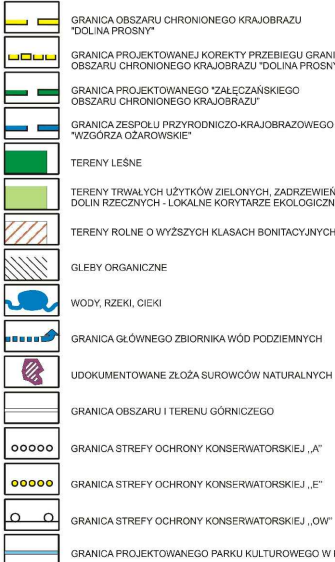 GRANICA OBSZARU CHRONIONEGO KRAJOBRAZU
"DOLINA PROSNY"
GRANICA PROJEKTOWANEJ KOREKTY PRZEBIEGU
OBSZARU CHRONIONEGO KRAJOBRAZU "DOLINA
GRANICA PROJEKTOWANEGO "ZAŁĘCZAŃSKIEGO
OBSZARU CHRONIONEGO KRAJOBRAZU"
GRANICA ZESPOŁU PRZYRODNICZO-KRAJOBRAZOWEGO
"WZGÓRZA OŻAROWSKIE"
TERENY LEŚNE
TERENY TRWAŁYCH UŻYTKÓW ZIELONYCH, ZADRZEWIEŃ
DOLIN RZECZNYCH - LOKALNE KORYTARZE
TERENY ROLNE O WYŻSZYCH KLASACH BONITACYJNYCH
GLEBY ORGANICZNE
WODY, RZEKI, CIEKI
GRANICA GŁÓWNEGO ZBIORNIKA WÓD PODZIEMNYCH
UDOKUMENTOWANE ZŁOŻA SUROWCÓW NATURALNYCH
GRANICA OBSZARU I TERENU GÓRNICZEGO
GRANICA STREFY OCHRONY KONSERWATORSKIEJ ,,A"
GRANICA STREFY OCHRONY KONSERWATORSKIEJ ,,E"
GRANICA STREFY OCHRONY KONSERWATORSKIEJ ,,OW"
GRANICA PROJEKTOWANEGO PARKU KULTUROWEGO W